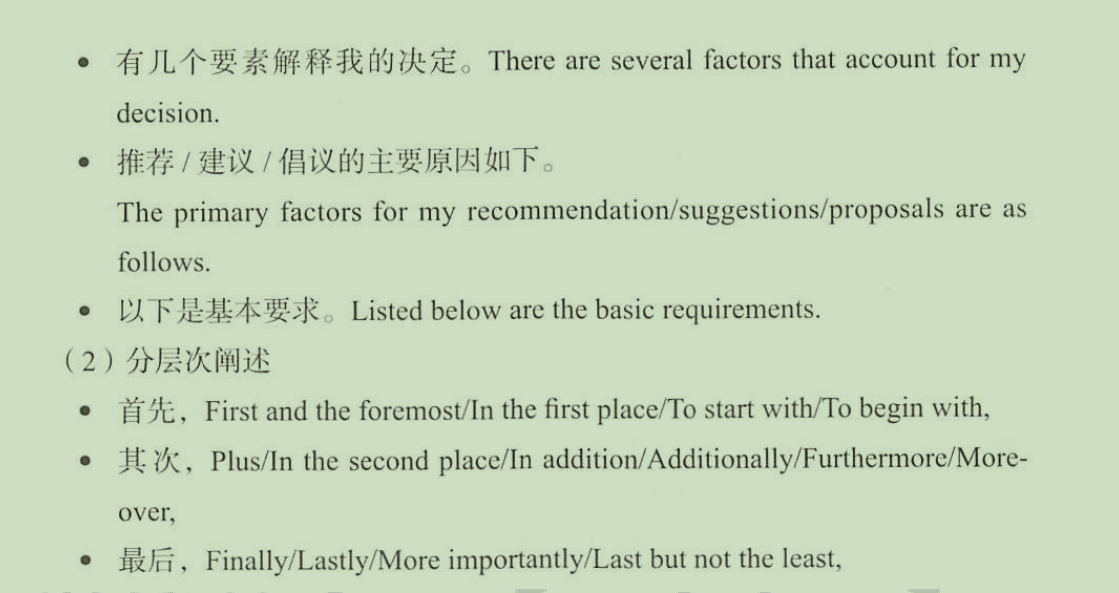 • 有几个要素解释我的决定。There are several factors that account for my
decision.
• 推荐 / 建议 / 倡议的主要原因如下。
The primary factors for my recommendation/suggestions/proposals are as
follows.
• 以下是基本要求。Listed below are the basic requirements.
（2）分层次阐述
• 首先，First and the foremost/In the first place/To start with/To begin with,
• 其次，Plus/In the second place/In addition/Additionally/Furthermore/More-
over,
• 最后，Finally/Lastly/More importantly/Last but not the least,